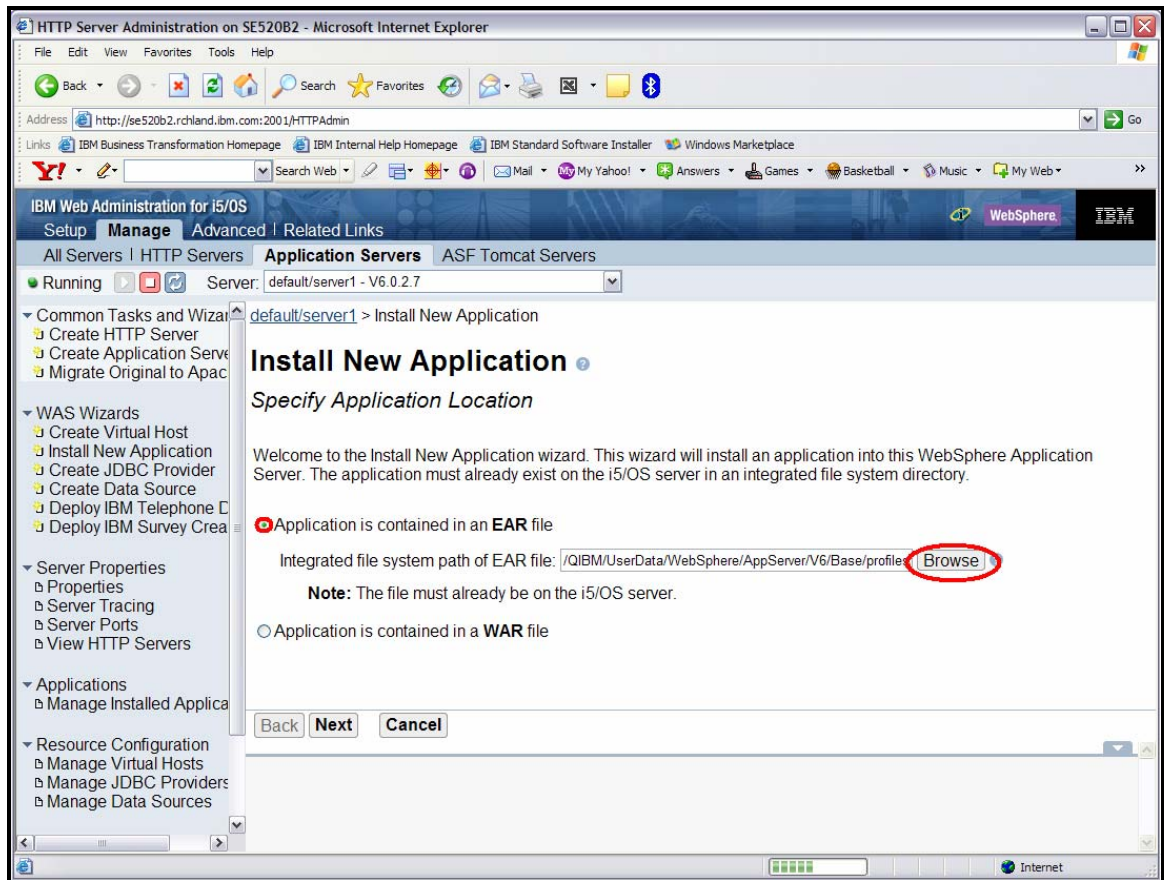 HTTP Server Administration on SE520B2 - Microsoft Internet Explorer
File Edit View Favorites Tools Help
Back Search Favorites
Address http://se520b2.rchland.ibm.com:2001/HTTPAdmin Go
Links IBM Business Transformation Homepage IBM Internal Help Homepage IBM Standard Software Installer Windows Marketplace
Y! Search Web Mail My Yahoo! Answers Games Basketball Music My Web »
IBM Web Administration for i5/OS WebSphere. IBM
Setup Manage Advanced | Related Links
All Servers | HTTP Servers Application Servers ASF Tomcat Servers
Running Server: default/server1 - V6.0.2.7
Common Tasks and Wizar
Create HTTP Server
Create Application Serve
Migrate Original to Apac
WAS Wizards
Create Virtual Host
Install New Application
Create JDBC Provider
Create Data Source
Deploy IBM Telephone D
Deploy IBM Survey Crea
Server Properties
Properties
Server Tracing
Server Ports
View HTTP Servers
Applications
Manage Installed Applica
Resource Configuration
Manage Virtual Hosts
Manage JDBC Providers
Manage Data Sources
default/server1 > Install New Application
Install New Application
Specify Application Location
Welcome to the Install New Application wizard. This wizard will install an application into this WebSphere Application
Server. The application must already exist on the i5/OS server in an integrated file system directory.
Application is contained in an EAR file
Integrated file system path of EAR file: /QIBM/UserData/WebSphere/AppServer/V6/Base/profiles Browse
Note: The file must already be on the i5/OS server.
Application is contained in a WAR file
Back Next Cancel
Internet